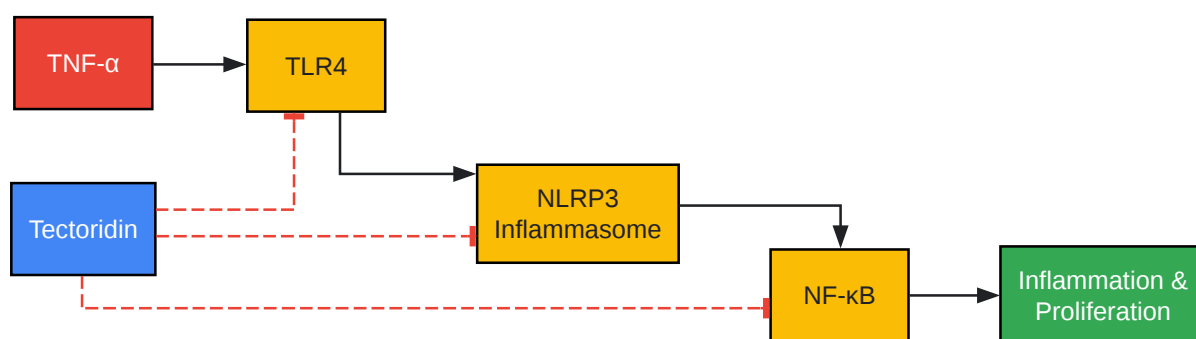 TNF-α
TLR4
Tectoridin
NLRP3
Inflammasome
NF-κB
Inflammation &
Proliferation